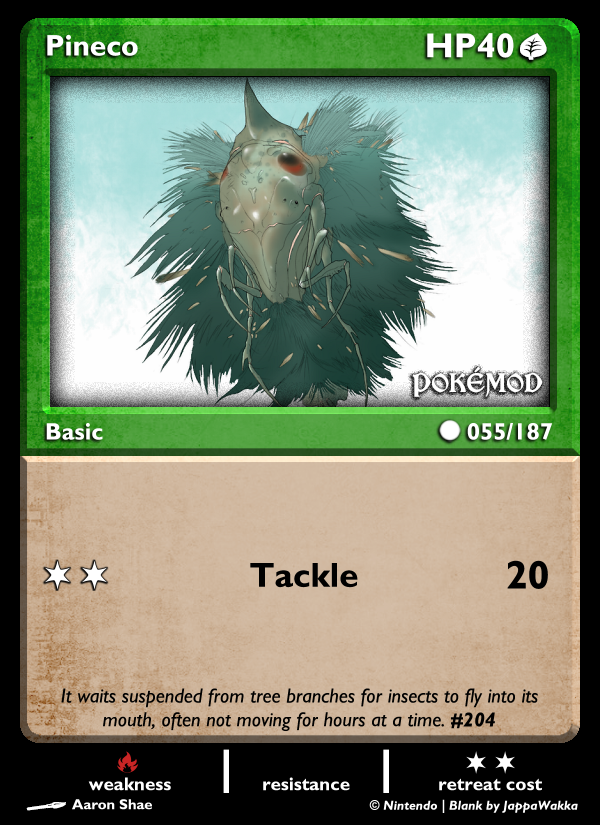 Pineco
HP40
POKÉMOD
Basic
055/187
Tackle
20
It waits suspended from tree branches for insects to fly into its
mouth, often not moving for hours at a time. #204
weakness
resistance
retreat cost
Aaron Shae
© Nintendo | Blank by JappaWakka